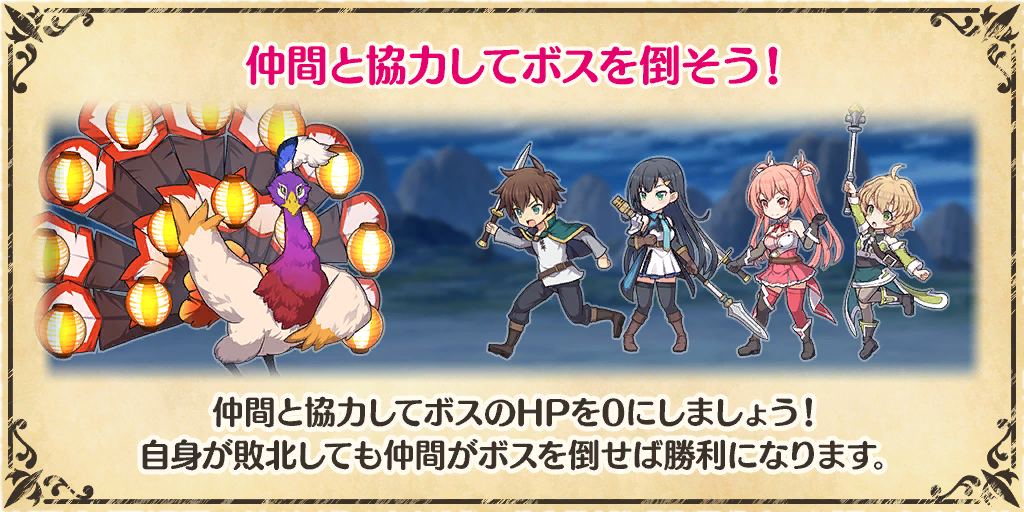 仲間と協力してボスを倒そう！
仲間と協力してボスのHPを0にしましょう！
自身が敗北しても仲間がボスを倒せば勝利になります。